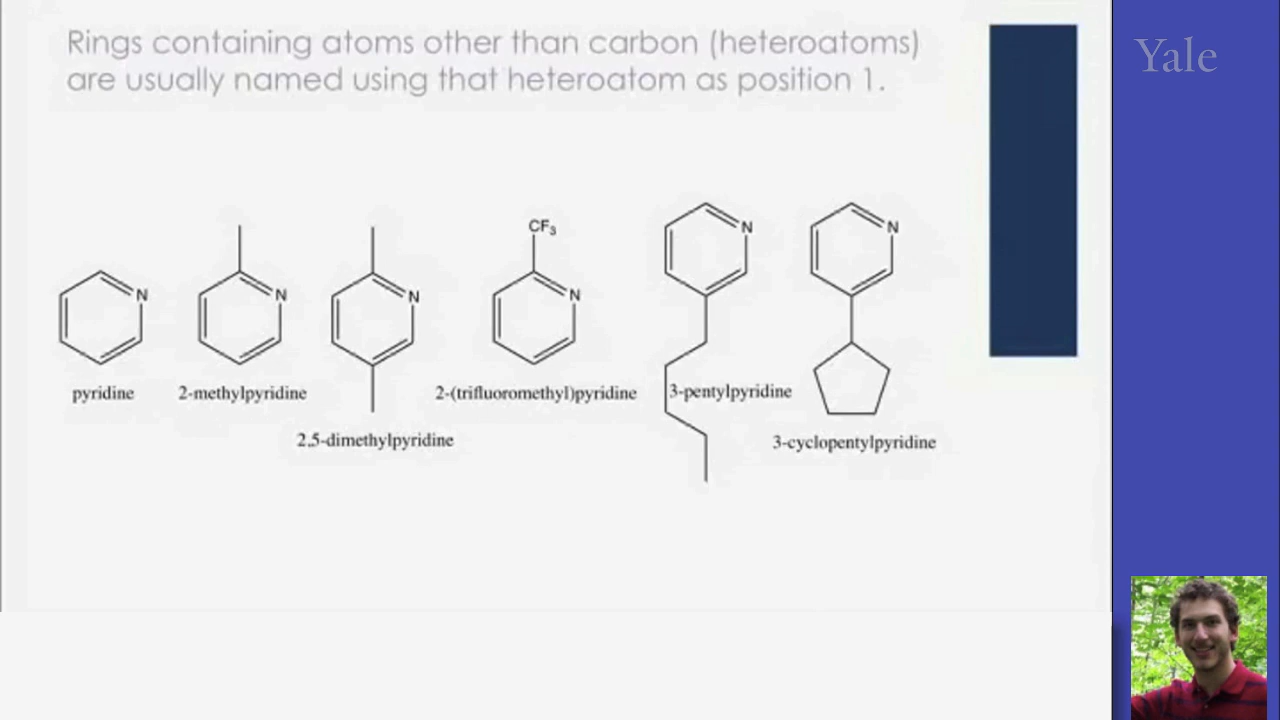 Rings containing atoms other than carbon (heteroatoms)
are usually named using that heteroatom as position 1.
Yale
N
N
N
CF₃
N
N
N
pyridine
2-methylpyridine
2,5-dimethylpyridine
2-(trifluoromethyl)pyridine
3-pentylpyridine
3-cyclopentylpyridine